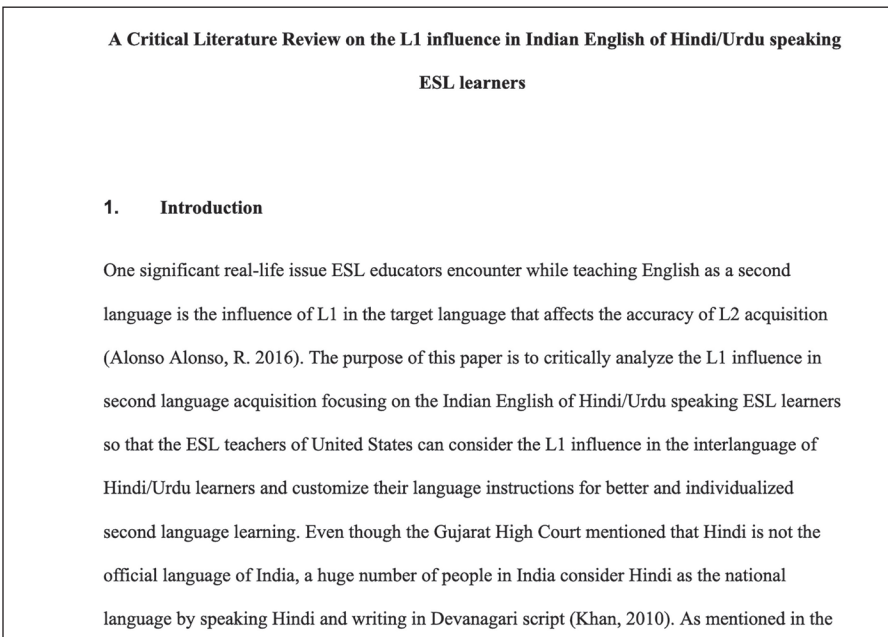 A Critical Literature Review on the L1 influence in Indian English of Hindi/Urdu speaking
ESL learners
1. Introduction
One significant real-life issue ESL educators encounter while teaching English as a second
language is the influence of L1 in the target language that affects the accuracy of L2 acquisition
(Alonso Alonso, R. 2016). The purpose of this paper is to critically analyze the L1 influence in
second language acquisition focusing on the Indian English of Hindi/Urdu speaking ESL learners
so that the ESL teachers of United States can consider the L1 influence in the interlanguage of
Hindi/Urdu learners and customize their language instructions for better and individualized
second language learning. Even though the Gujarat High Court mentioned that Hindi is not the
official language of India, a huge number of people in India consider Hindi as the national
language by speaking Hindi and writing in Devanagari script (Khan, 2010). As mentioned in the